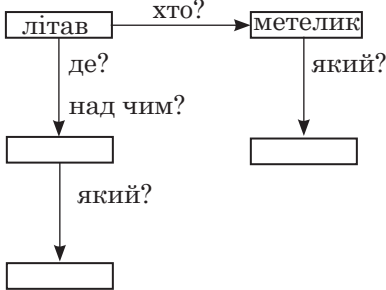 хто?
літав
метелик
де?
який?
над чим?
який?